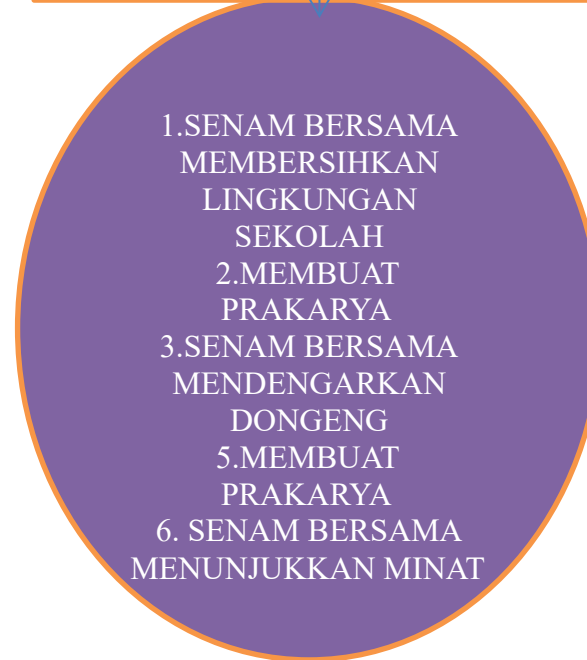 1.SENAM BERSAMA
MEMBERSIHKAN
LINGKUNGAN
SEKOLAH
2.MEMBUAT
PRAKARYA
3.SENAM BERSAMA
MENDENGARKAN
DONGENG
5.MEMBUAT
PRAKARYA
6. SENAM BERSAMA
MENUNJUKKAN MINAT